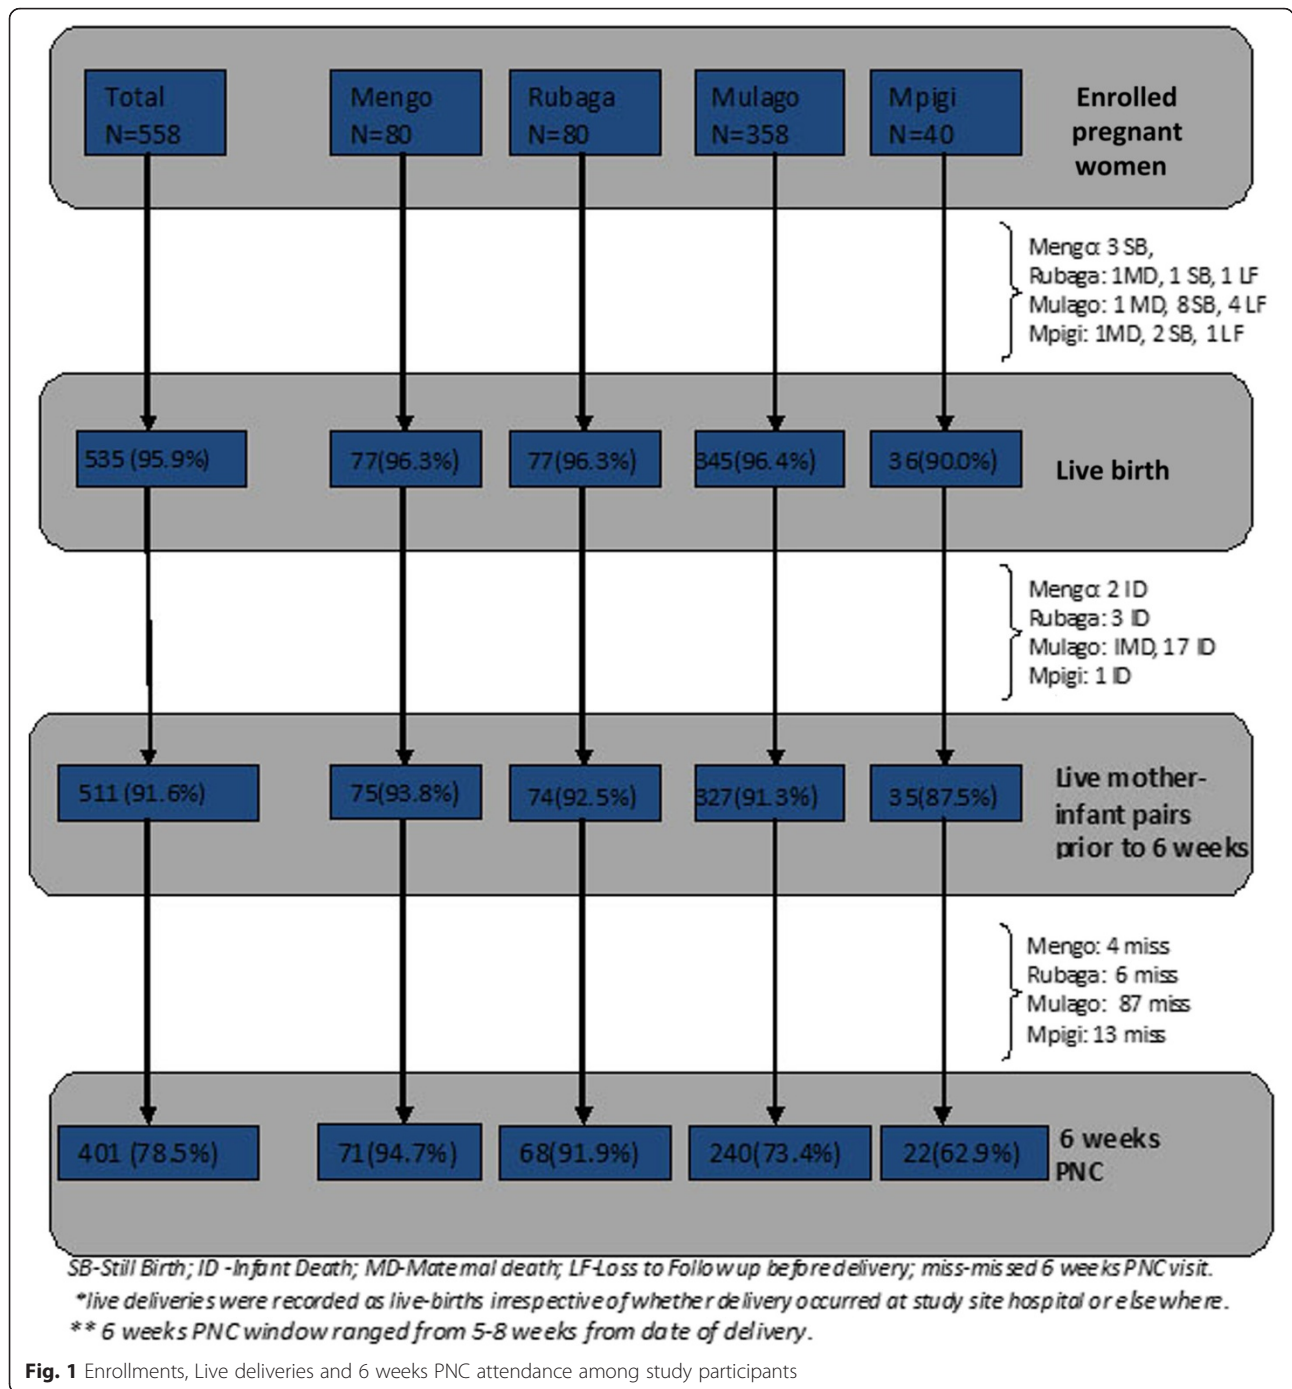 Total
N=558
Mengo
N=80
Rubaga
N=80
Mulago
N=358
Mpigi
N=40
Enrolled
pregnant
women
Mengo: 3 SB,
Rubaga: 1MD, 1 SB, 1 LF
Mulago: 1 MD, 8SB, 4 LF
Mpigi: 1MD, 2 SB, 1LF
535 (95.9%)
77(96.3%)
77(96.3%)
345(96.4%)
36(90.0%)
Live birth
Mengo: 2 ID
Rubaga: 3 ID
Mulago: IMD, 17 ID
Mpigi: 1 ID
511 (91.6%)
75(93.8%)
74(92.5%)
327(91.3%)
35(87.5%)
Live mother-
infant pairs
prior to 6 weeks
Mengo: 4 miss
Rubaga: 6 miss
Mulago: 87 miss
Mpigi: 13 miss
401 (78.5%)
71(94.7%)
68(91.9%)
240(73.4%)
22(62.9%)
6 weeks
PNC
SB-Still Birth; ID -Infant Death; MD-Maternal death; LF-Loss to Follow up before delivery; miss-missed 6 weeks PNC visit.
*live deliveries were recorded as live-births irrespective of whether delivery occurred at study site hospital or elsewhere.
** 6 weeks PNC window ranged from 5-8 weeks from date of delivery.
Fig. 1 Enrollments, Live deliveries and 6 weeks PNC attendance among study participants